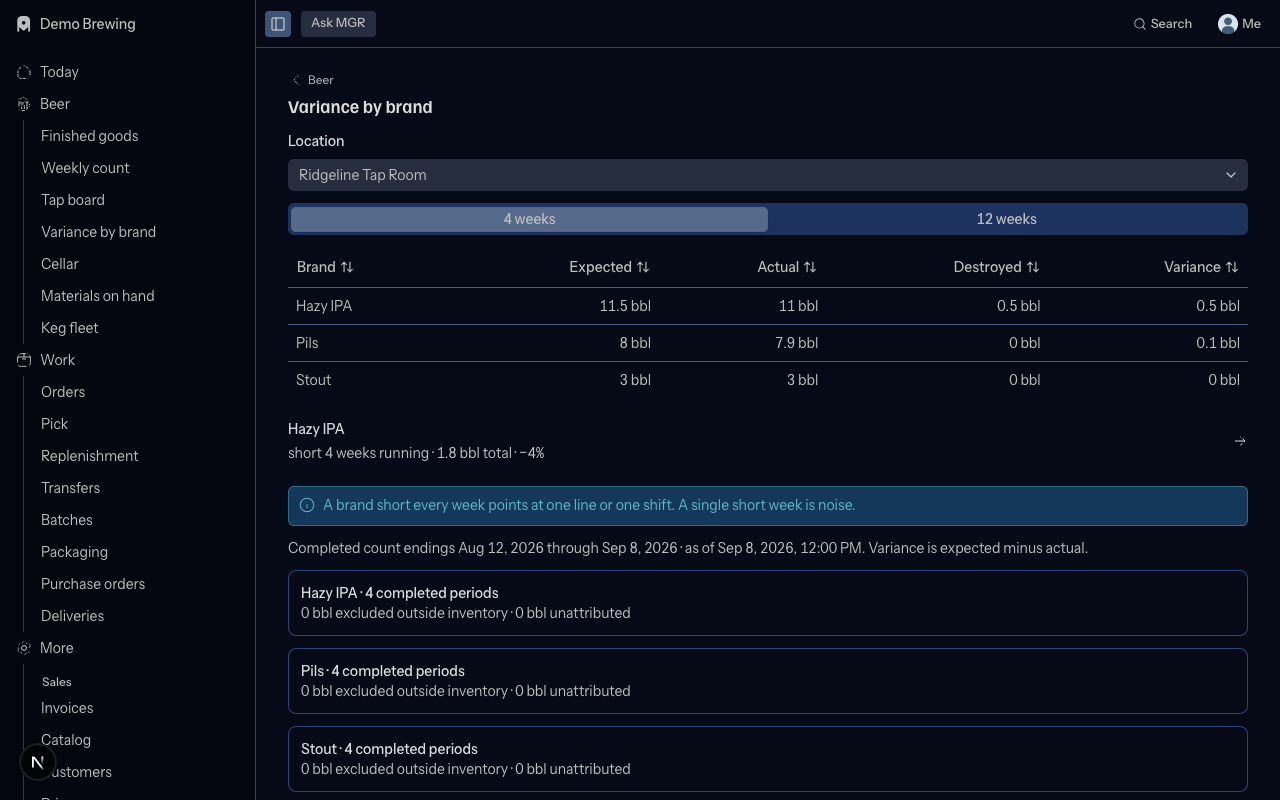 Demo Brewing
Ask MGR
Search
Me
Today
Beer
Finished goods
Weekly count
Tap board
Variance by brand
Cellar
Materials on hand
Keg fleet
Work
Orders
Pick
Replenishment
Transfers
Batches
Packaging
Purchase orders
Deliveries
More
Sales
Invoices
Catalog
N
Beer
Variance by brand
Location
Ridgeline Tap Room
4 weeks 12 weeks
Brand Expected Actual Destroyed Variance
Hazy IPA 11.5 bbl 11 bbl 0.5 bbl 0.5 bbl
Pils 8 bbl 7.9 bbl 0 bbl 0.1 bbl
Stout 3 bbl 3 bbl 0 bbl 0 bbl
Hazy IPA
short 4 weeks running · 1.8 bbl total · −4%
A brand short every week points at one line or one shift. A single short week is noise.
Completed count endings Aug 12, 2026 through Sep 8, 2026 · as of Sep 8, 2026, 12:00 PM. Variance is expected minus actual.
Hazy IPA · 4 completed periods
0 bbl excluded outside inventory · 0 bbl unattributed
Pils · 4 completed periods
0 bbl excluded outside inventory · 0 bbl unattributed
Stout · 4 completed periods
0 bbl excluded outside inventory · 0 bbl unattributed